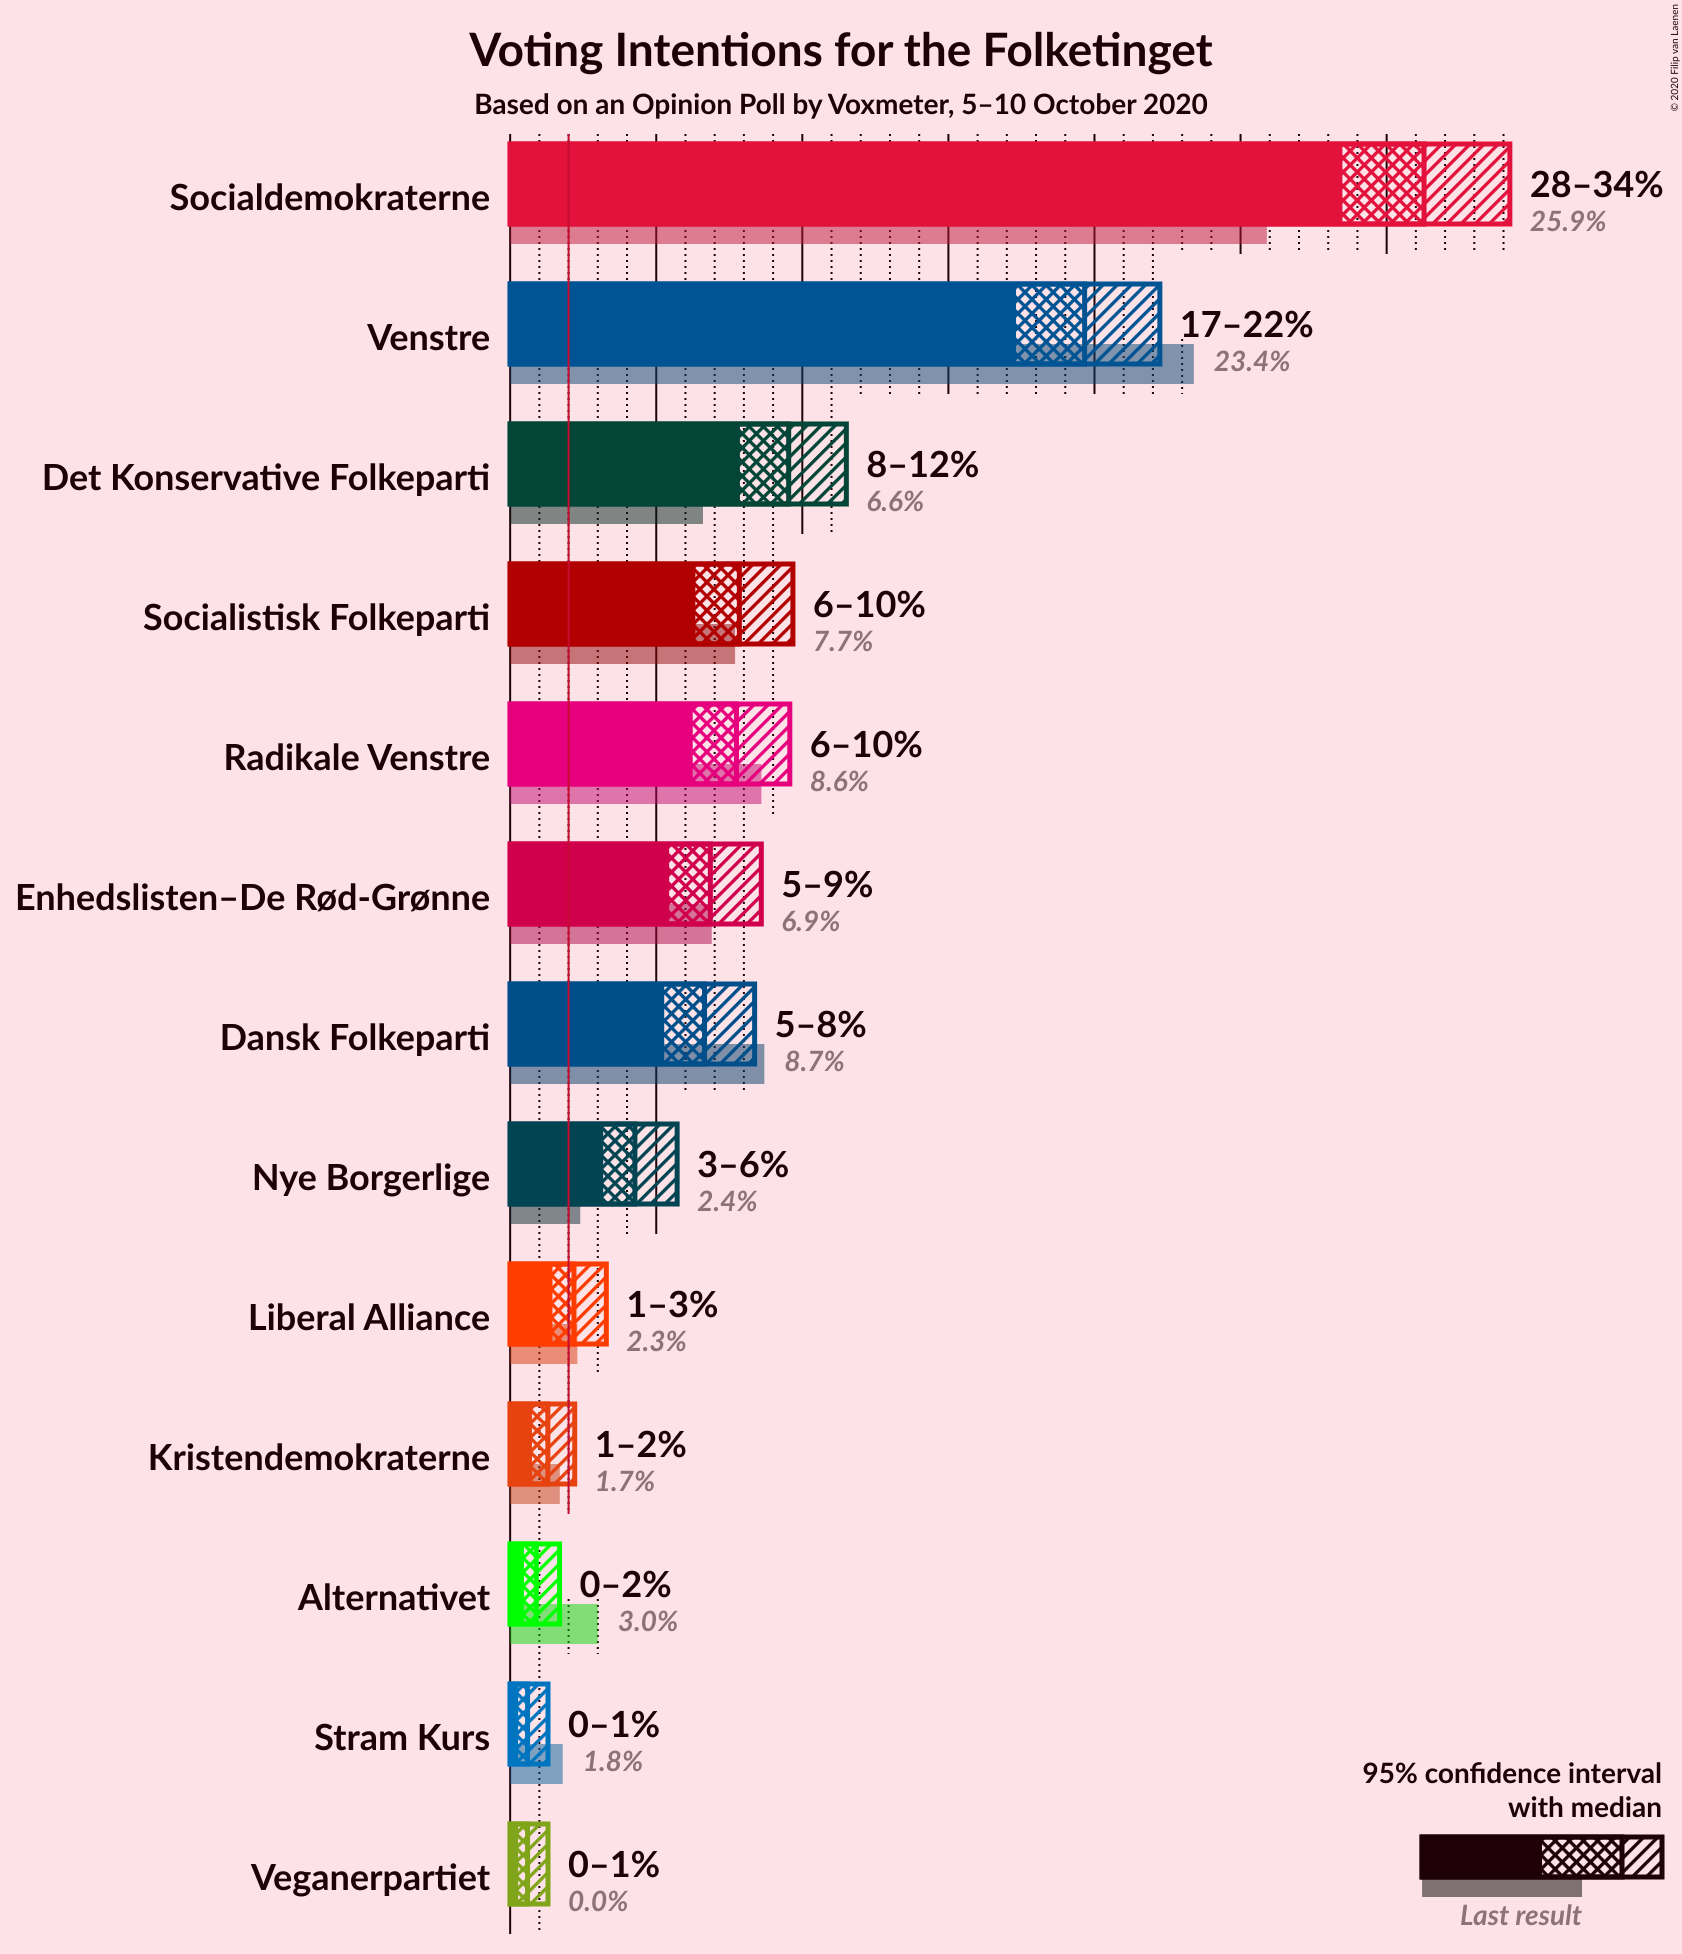 Voting Intentions for the Folketinget
Based on an Opinion Poll by Voxmeter, 5–10 October 2020
© 2020 Filip van Laenen
Socialdemokraterne
28–34%
25.9%
Venstre
17–22%
23.4%
Det Konservative Folkeparti
8–12%
6.6%
Socialistisk Folkeparti
6–10%
7.7%
Radikale Venstre
6–10%
8.6%
Enhedslisten–De Rød-Grønne
5–9%
6.9%
Dansk Folkeparti
5–8%
8.7%
Nye Borgerlige
3–6%
2.4%
Liberal Alliance
1–3%
2.3%
Kristendemokraterne
1–2%
1.7%
Alternativet
0–2%
3.0%
Stram Kurs
0–1%
1.8%
Veganerpartiet
0–1%
0.0%
95% confidence interval
with median
Last result